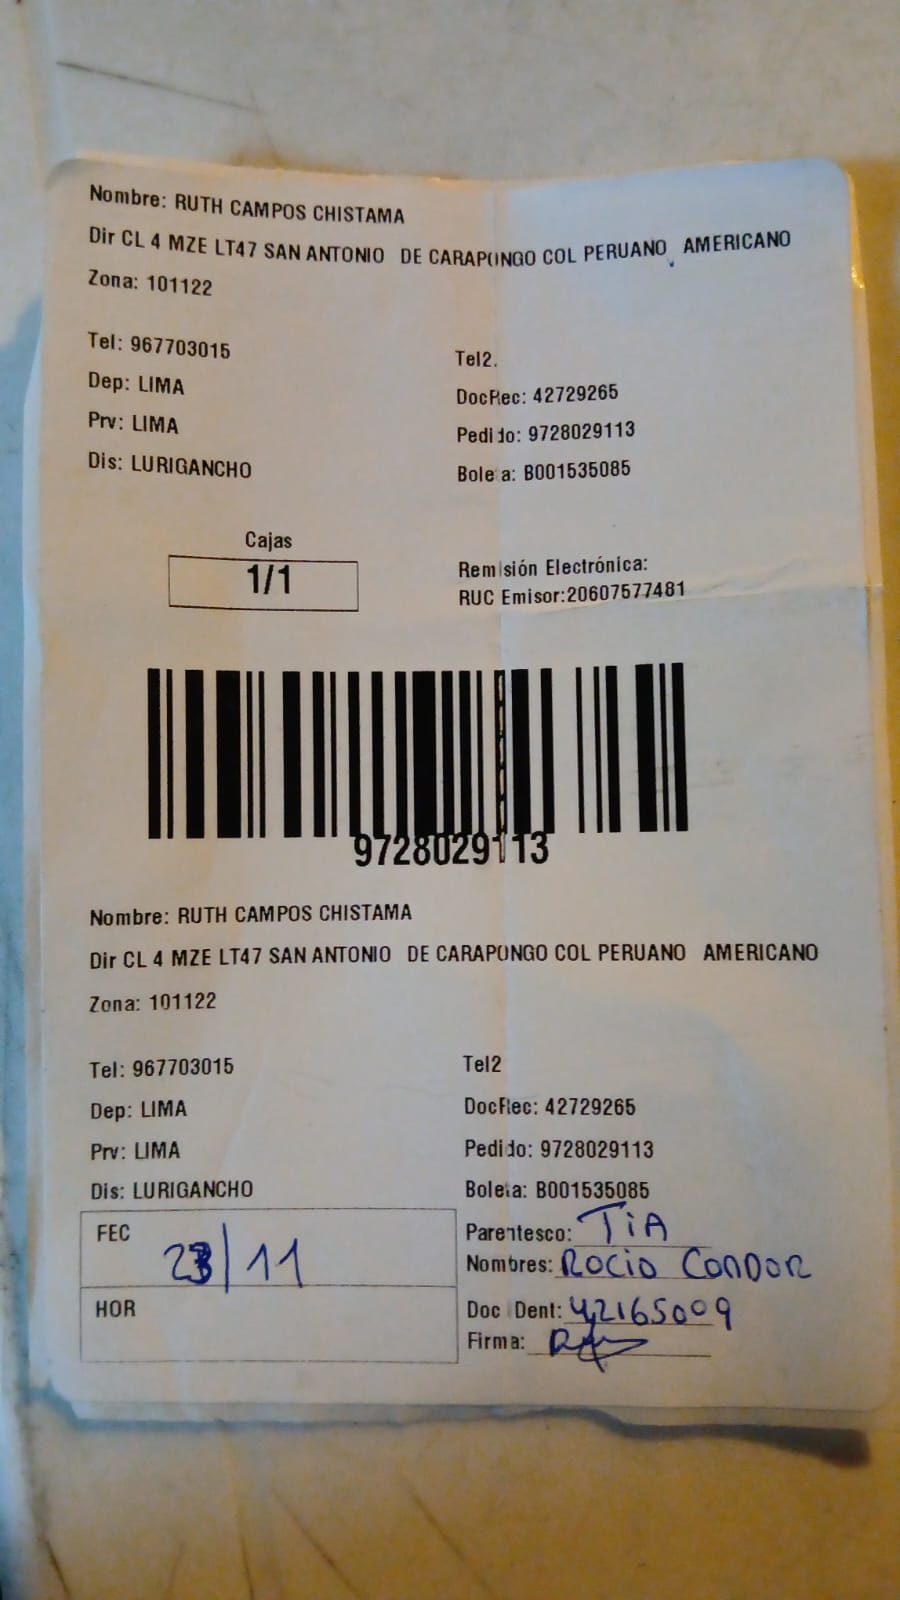 Nombre: RUTH CAMPOS CHISTAMA
Dir CL 4 MZE LT47 SAN ANTONIO DE CARAPONGO COL PERUANO AMERICANO
Zona: 101122
Tel: 967703015 Tel2.
Dep: LIMA DocRec: 42729265
Prv: LIMA Pedido: 9728029113
Dis: LURIGANCHO Boleta: B001535085
Cajas
1/1
Remisión Electrónica:
RUC Emisor:20607577481
9728029113
Nombre: RUTH CAMPOS CHISTAMA
Dir CL 4 MZE LT47 SAN ANTONIO DE CARAPONGO COL PERUANO AMERICANO
Zona: 101122
Tel: 967703015 Tel2
Dep: LIMA DocRec: 42729265
Prv: LIMA Pedido: 9728029113
Dis: LURIGANCHO Boleta: B001535085
FEC 23/11
HOR
Parentesco: TiA
Nombres: ROCIO CONDOR
Doc Dent: 42165009
Firma: